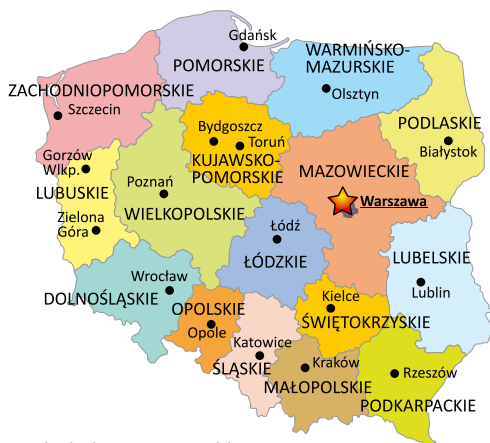 Gdańsk
POMORSKIE
WARMIŃSKO-
MAZURSKIE
Olsztyn
ZACHODNIOPOMORSKIE
Szczecin
PODLASKIE
Białystok
Bydgoszcz
Toruń
KUJAWSKO-
POMORSKIE
Gorzów
Wlkp.
LUBUSKIE
Zielona
Góra
Poznań
WIELKOPOLSKIE
MAZOWIECKIE
Warszawa
Łódź
ŁÓDZKIE
LUBELSKIE
Lublin
Wrocław
DOLNOŚLĄSKIE
OPOLSKIE
Opole
Kielce
ŚWIĘTOKRZYSKIE
Katowice
ŚLĄSKIE
Kraków
MAŁOPOLSKIE
Rzeszów
PODKARPACKIE